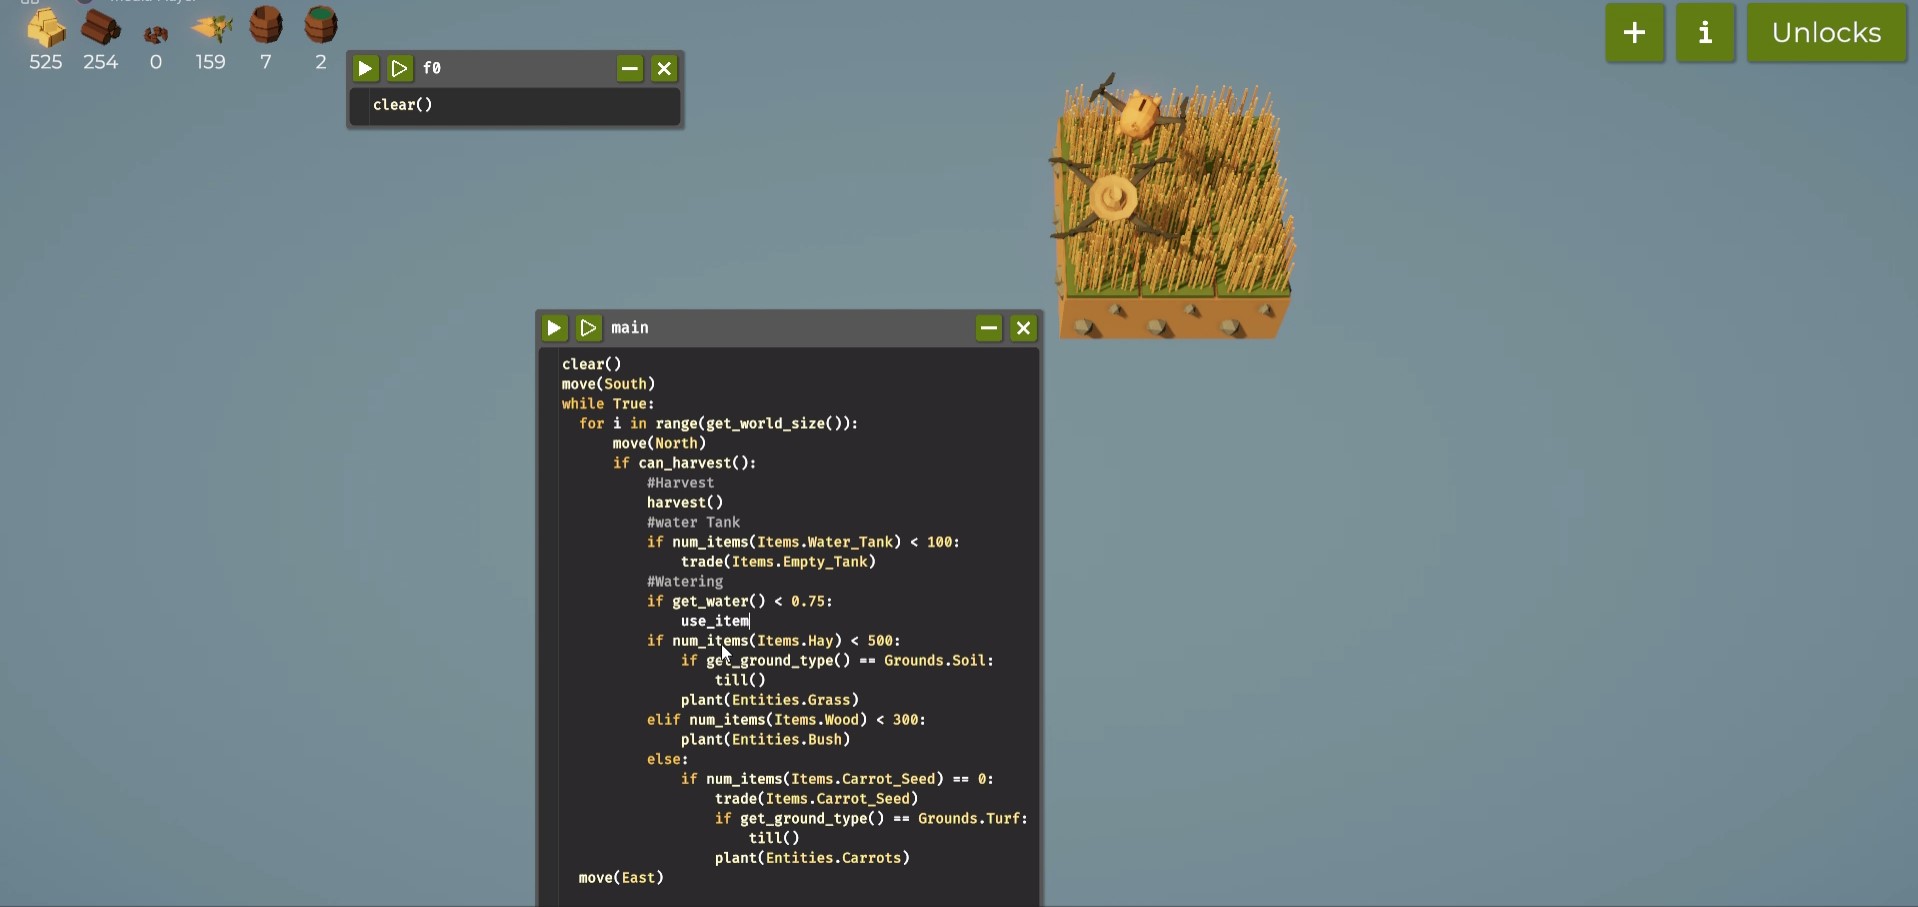 525 254 0 159 7 2
+ i Unlocks
f0
clear()
main
clear()
move(South)
while True:
for i in range(get_world_size()):
move(North)
if can_harvest():
#Harvest
harvest()
#water Tank
if num_items(Items.Water_Tank) < 100:
trade(Items.Empty_Tank)
#Watering
if get_water() < 0.75:
use_item
if num_items(Items.Hay) < 500:
if get_ground_type() == Grounds.Soil:
till()
plant(Entities.Grass)
elif num_items(Items.Wood) < 300:
plant(Entities.Bush)
else:
if num_items(Items.Carrot_Seed) == 0:
trade(Items.Carrot_Seed)
if get_ground_type() == Grounds.Turf:
till()
plant(Entities.Carrots)
move(East)